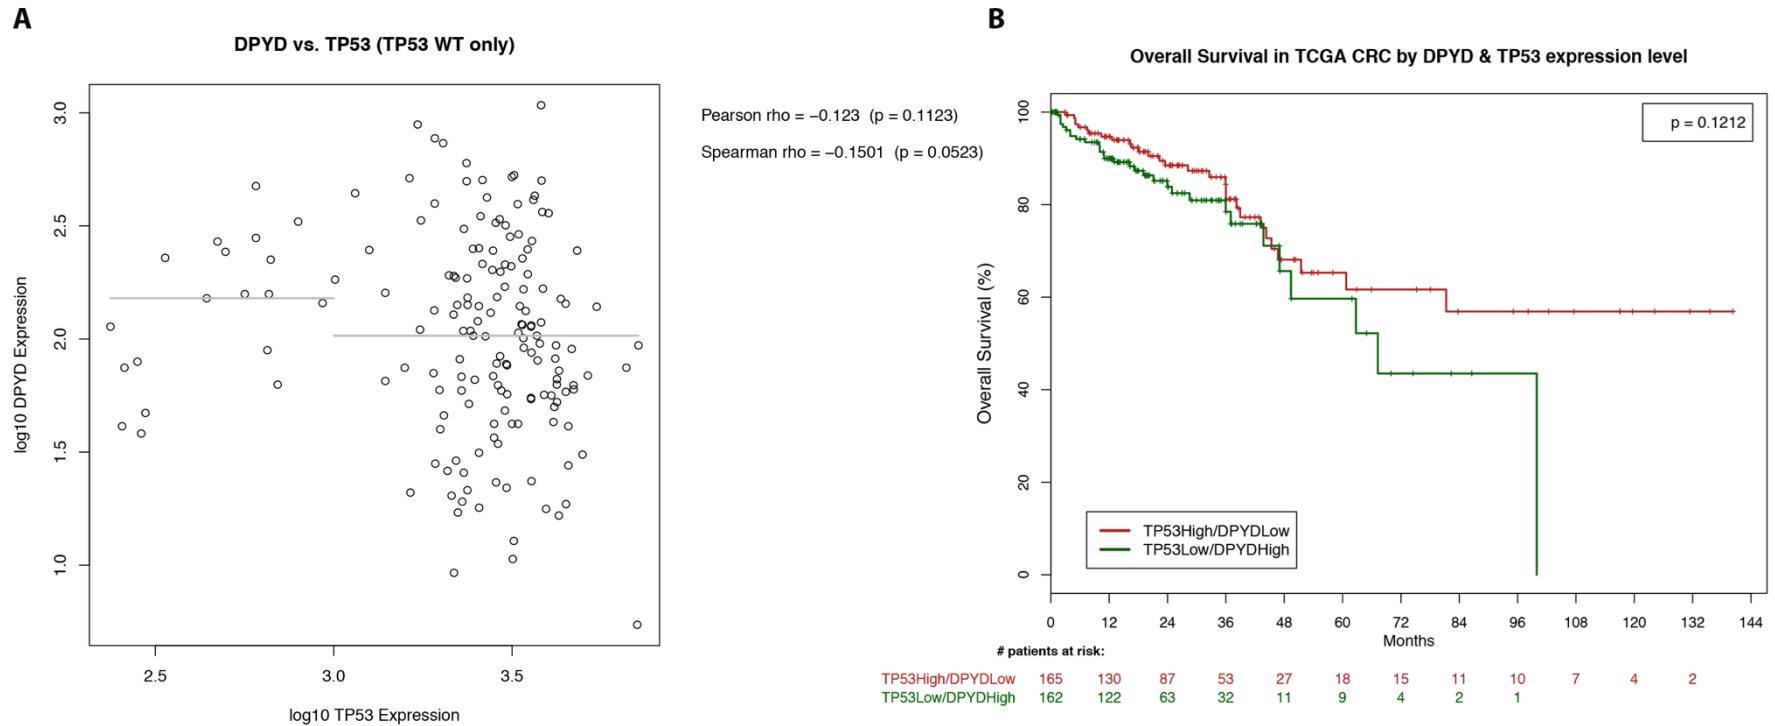 A
DPYD vs. TP53 (TP53 WT only)
3.0
2.5
2.0
1.5
1.0
log10 DPYD Expression
2.5 3.0 3.5
log10 TP53 Expression
Pearson rho = −0.123 (p = 0.1123)
Spearman rho = −0.1501 (p = 0.0523)
B
Overall Survival in TCGA CRC by DPYD & TP53 expression level
p = 0.1212
100
80
60
40
20
0
Overall Survival (%)
TP53High/DPYDLow
TP53Low/DPYDHigh
0 12 24 36 48 60 72 84 96 108 120 132 144
Months
# patients at risk:
TP53High/DPYDLow 165 130 87 53 27 18 15 11 10 7 4 2
TP53Low/DPYDHigh 162 122 63 32 11 9 4 2 1